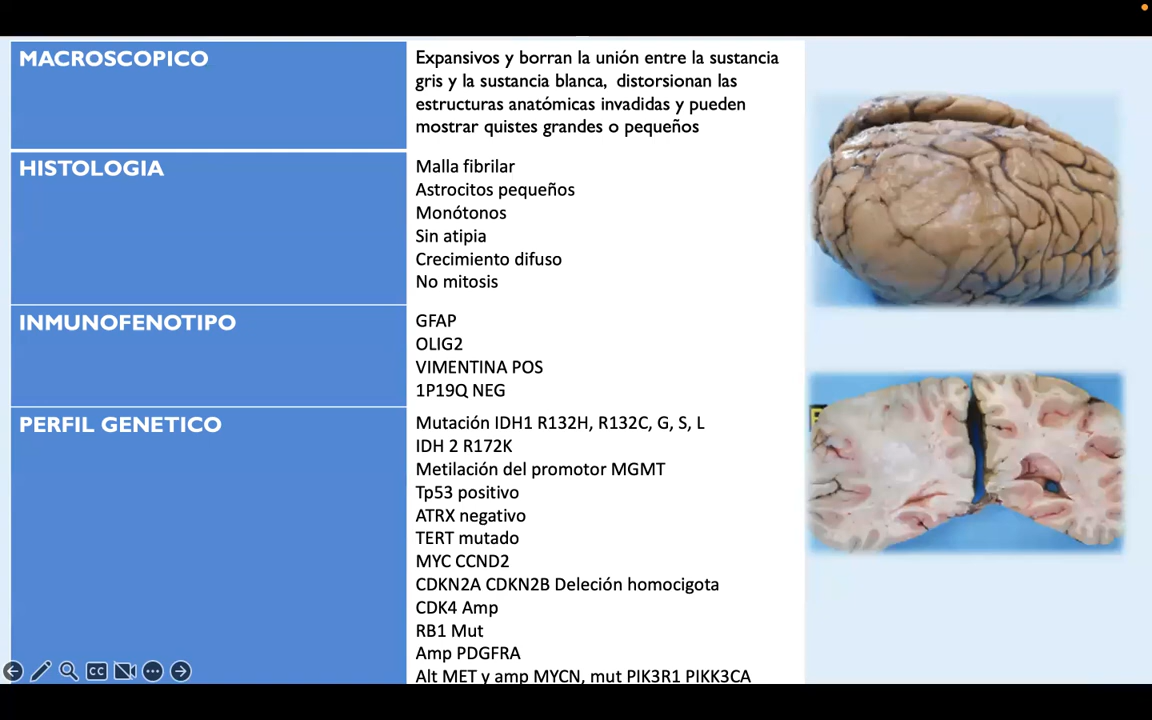 MACROSCOPICO
Expansivos y borran la unión entre la sustancia
gris y la sustancia blanca, distorsionan las
estructuras anatómicas invadidas y pueden
mostrar quistes grandes o pequeños
HISTOLOGIA
Malla fibrilar
Astrocitos pequeños
Monótonos
Sin atipia
Crecimiento difuso
No mitosis
INMUNOFENOTIPO
GFAP
OLIG2
VIMENTINA POS
1P19Q NEG
PERFIL GENETICO
Mutación IDH1 R132H, R132C, G, S, L
IDH 2 R172K
Metilación del promotor MGMT
Tp53 positivo
ATRX negativo
TERT mutado
MYC CCND2
CDKN2A CDKN2B Deleción homocigota
CDK4 Amp
RB1 Mut
Amp PDGFRA
Alt MET y amp MYCN, mut PIK3R1 PIKK3CA
CC